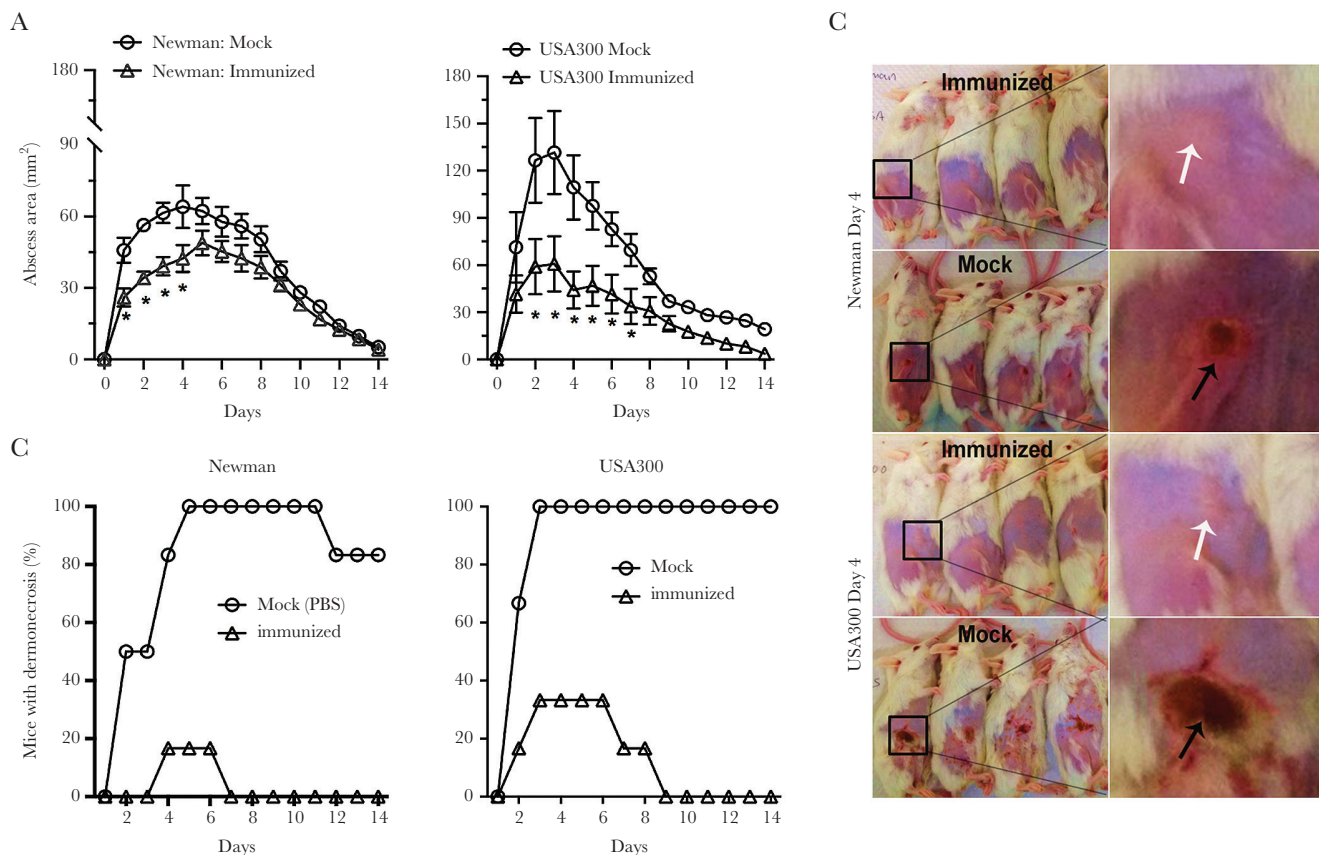 A
Newman: Mock
Newman: Immunized
180
90
60
30
0
Abscess area (mm²)
*
*
*
*
0 2 4 6 8 10 12 14
Days
USA300 Mock
USA300 Immunized
180
150
120
90
60
30
0
* * * * * *
0 2 4 6 8 10 12 14
Days
C
Newman
100
80
60
40
20
0
Mice with dermonecrosis (%)
Mock (PBS)
immunized
2 4 6 8 10 12 14
Days
USA300
100
80
60
40
20
0
Mock
immunized
2 4 6 8 10 12 14
Days
C
Newman Day 4
Immunized
Mock
USA300 Day 4
Immunized
Mock